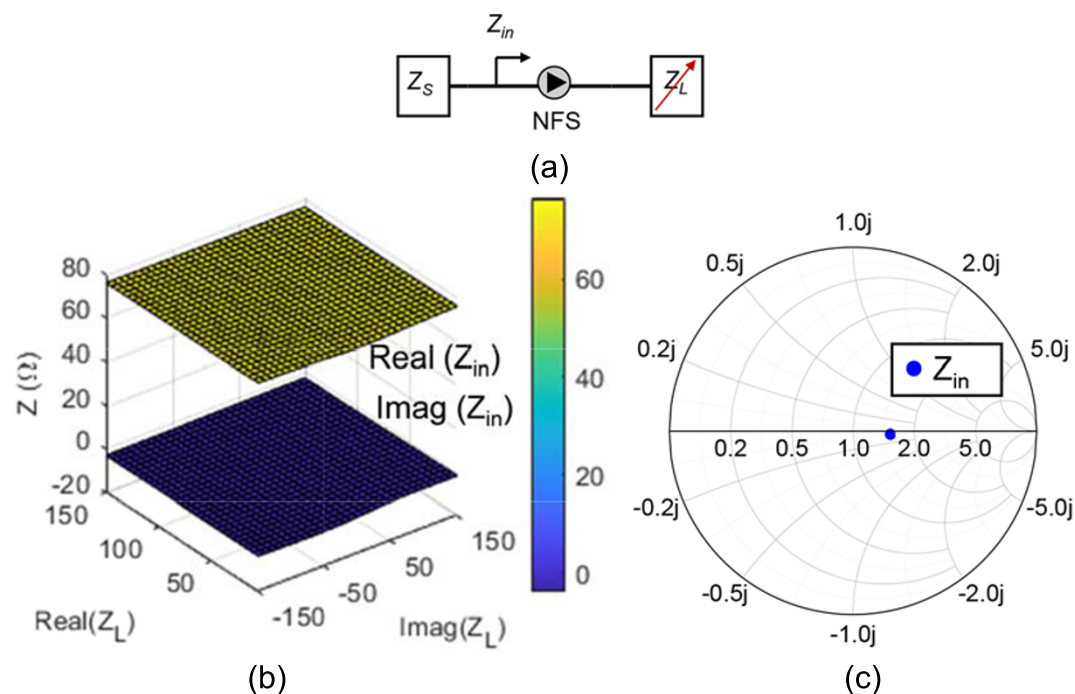 Z_in
Z_S
Z_L
NFS
(a)
80
60
40
20
0
-20
Z (Ω)
150
100
50
Real(Z_L)
-150
-50
50
150
Imag(Z_L)
Real (Z_in)
Imag (Z_in)
60
40
20
0
(b)
1.0j
0.5j
2.0j
0.2j
5.0j
Z_in
0.2
0.5
1.0
2.0
5.0
-0.2j
-5.0j
-0.5j
-2.0j
-1.0j
(c)